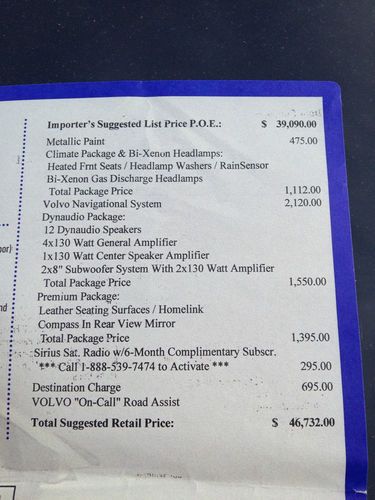 Importer's Suggested List Price P.O.E.: $ 39,090.00
Metallic Paint 475.00
Climate Package & Bi-Xenon Headlamps:
Heated Frnt Seats / Headlamp Washers / RainSensor
Bi-Xenon Gas Discharge Headlamps
Total Package Price 1,112.00
Volvo Navigational System 2,120.00
Dynaudio Package:
12 Dynaudio Speakers
4x130 Watt General Amplifier
1x130 Watt Center Speaker Amplifier
2x8" Subwoofer System With 2x130 Watt Amplifier
Total Package Price 1,550.00
Premium Package:
Leather Seating Surfaces / Homelink
Compass In Rear View Mirror
Total Package Price 1,395.00
Sirius Sat. Radio w/6-Month Complimentary Subscr.
*** Call 1-888-539-7474 to Activate *** 295.00
Destination Charge 695.00
VOLVO "On-Call" Road Assist
Total Suggested Retail Price: $ 46,732.00